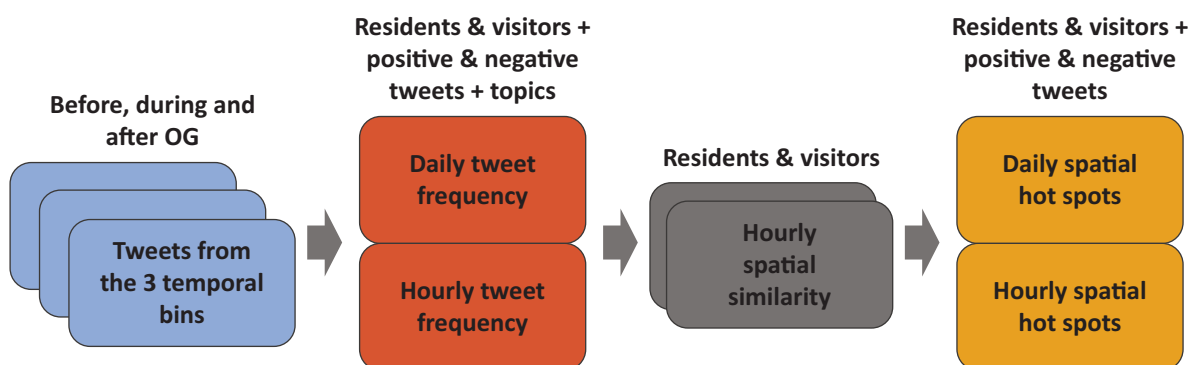 Before, during and
after OG
Tweets from
the 3 temporal
bins
Residents & visitors +
positive & negative
tweets + topics
Daily tweet
frequency
Hourly tweet
frequency
Residents & visitors
Hourly
spatial
similarity
Residents & visitors +
positive & negative
tweets
Daily spatial
hot spots
Hourly spatial
hot spots